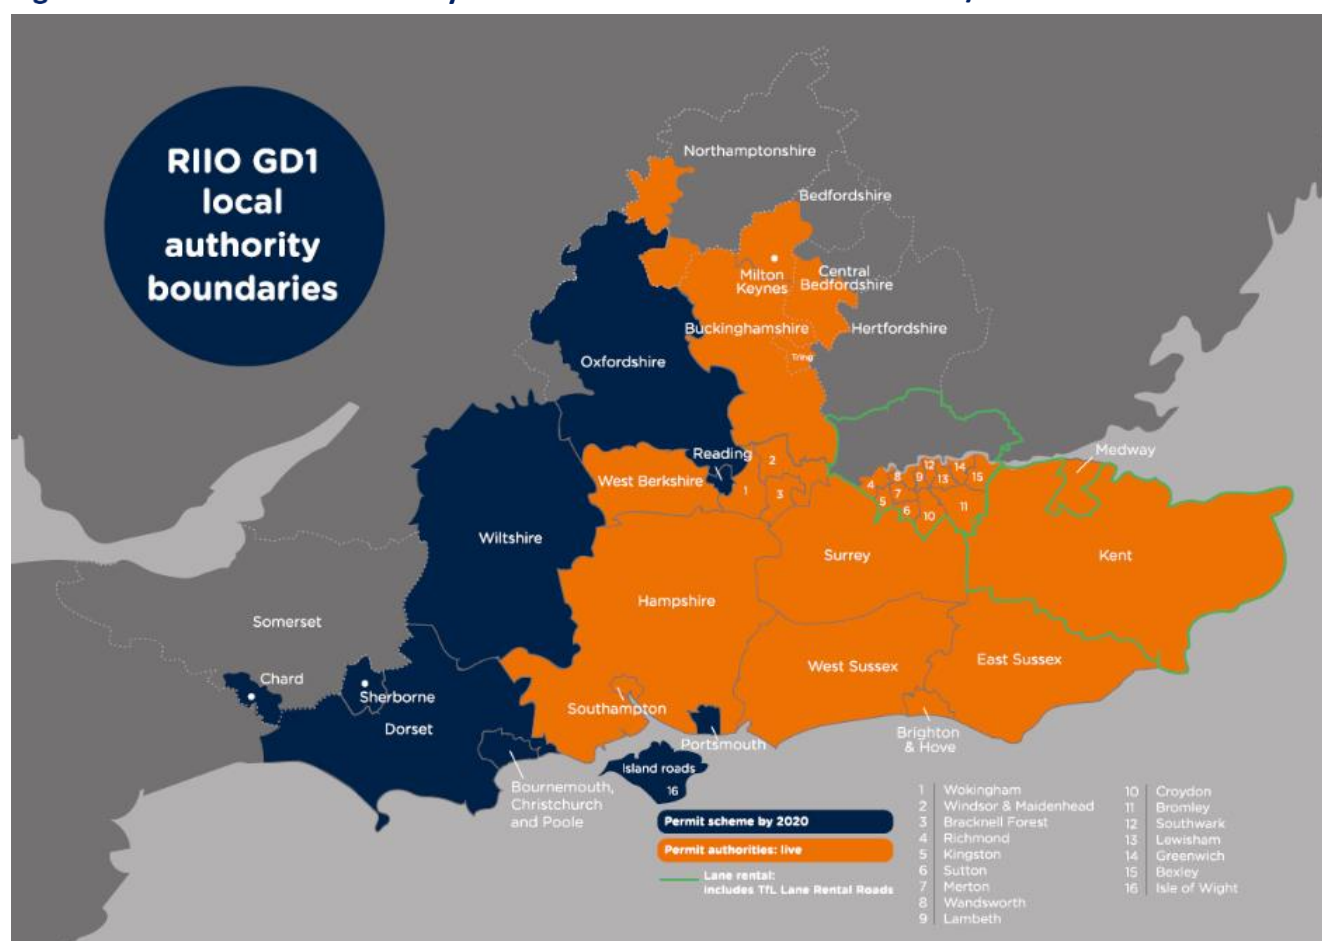 RIIO GD1
local
authority
boundaries
Northamptonshire
Bedfordshire
Milton
Keynes
Central
Bedfordshire
Buckinghamshire
Hertfordshire
Tring
Oxfordshire
Reading
2
1
3
West Berkshire
Medway
12
14
8
9
13
15
4
7
5
6
10
11
Wiltshire
Surrey
Kent
Hampshire
Somerset
West Sussex
East Sussex
Chard
Sherborne
Dorset
Southampton
Portsmouth
Brighton
& Hove
Island roads
16
Bournemouth,
Christchurch
and Poole
Permit scheme by 2020
Permit authorities: live
Lane rental:
includes TfL Lane Rental Roads
1 Wokingham
2 Windsor & Maidenhead
3 Bracknell Forest
4 Richmond
5 Kingston
6 Sutton
7 Merton
8 Wandsworth
9 Lambeth
10 Croydon
11 Bromley
12 Southwark
13 Lewisham
14 Greenwich
15 Bexley
16 Isle of Wight